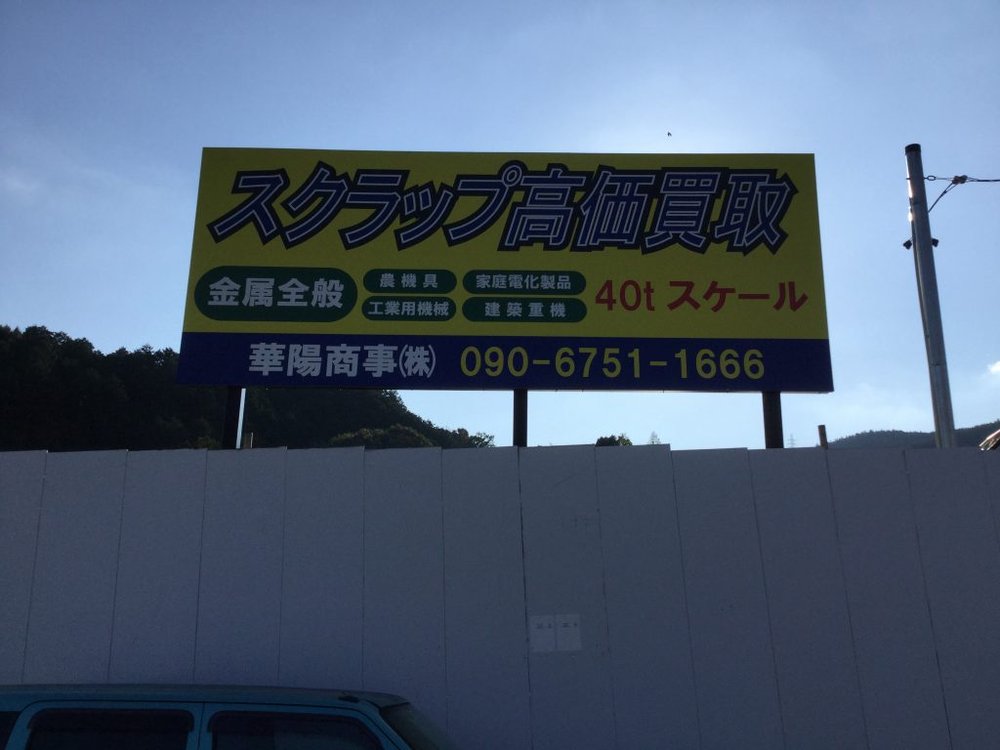 スクラップ高価買取
金属全般
農機具
家庭電化製品
工業用機械
建築重機
40t スケール
華陽商事㈱ 090-6751-1666